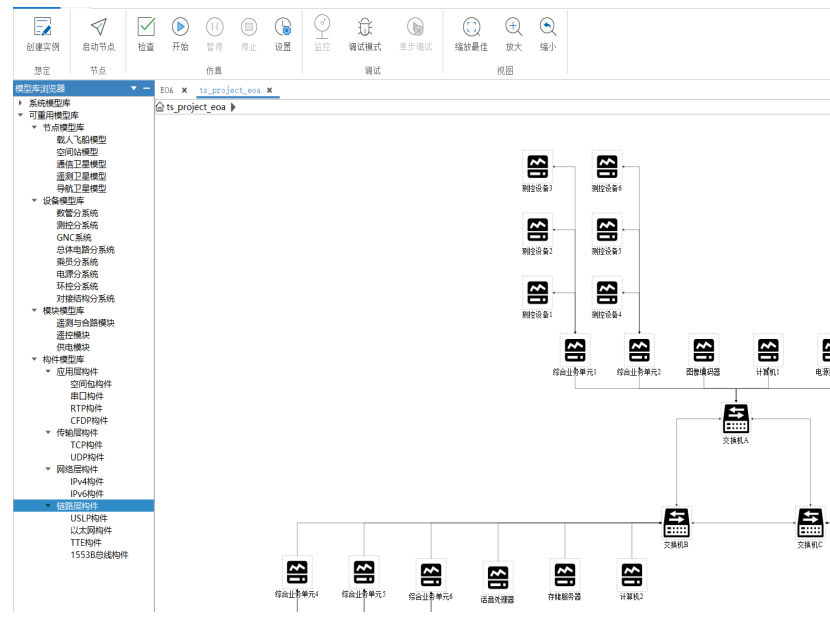 创建实例 启动节点 检查 开始 暂停 停止 设置 监控 调试模式 单步调试 缩放最佳 放大 缩小
想定 节点 仿真 调试 视图
模型库浏览器
EOA ts_project_eoa
ts_project_eoa
系统模型库
可重用模型库
节点模型库
载人飞船模型
空间站模型
通信卫星模型
遥测卫星模型
导航卫星模型
设备模型库
数管分系统
测控分系统
GNC系统
总体电路分系统
乘员分系统
电源分系统
环控分系统
对接结构分系统
模块模型库
遥测与合路模块
遥控模块
供电模块
构件模型库
应用层构件
空间包构件
串口构件
RTP构件
CFDP构件
传输层构件
TCP构件
UDP构件
网络层构件
IPv4构件
IPv6构件
链路层构件
USLP构件
以太网构件
TTE构件
1553B总线构件
测控设备3 测控设备6
测控设备2 测控设备5
测控设备1 测控设备4
综合业务单元1 综合业务单元2 图像编码器 计算机1 电源
交换机A
交换机B 交换机C
综合业务单元4 综合业务单元5 综合业务单元6 话音处理器 存储服务器 计算机2